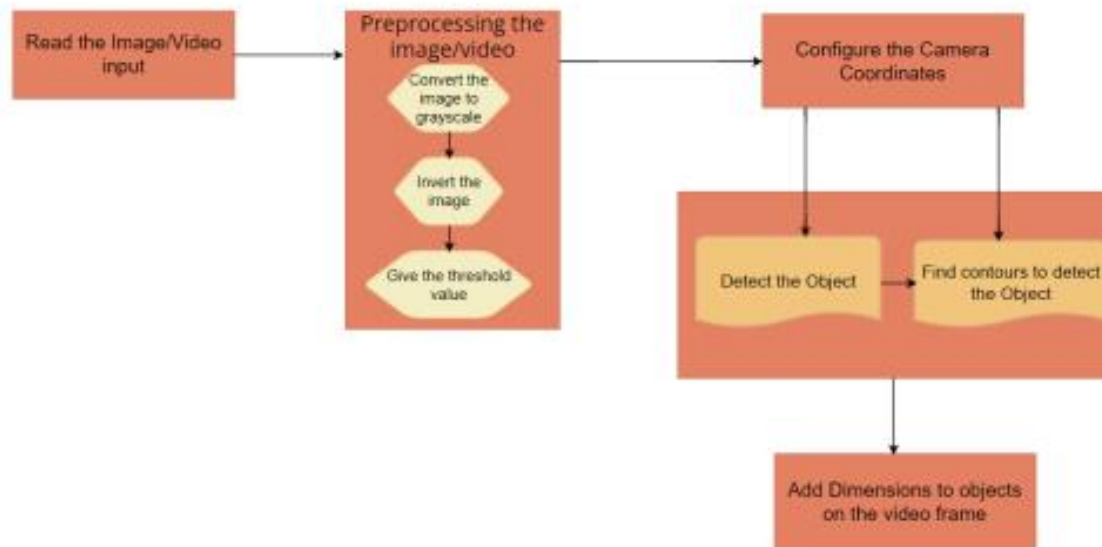 Read the Image/Video
input
Preprocessing the
image/video
Convert the
image to
grayscale
Invert the
image
Give the threshold
value
Configure the Camera
Coordinates
Detect the Object
Find contours to detect
the Object
Add Dimensions to objects
on the video frame